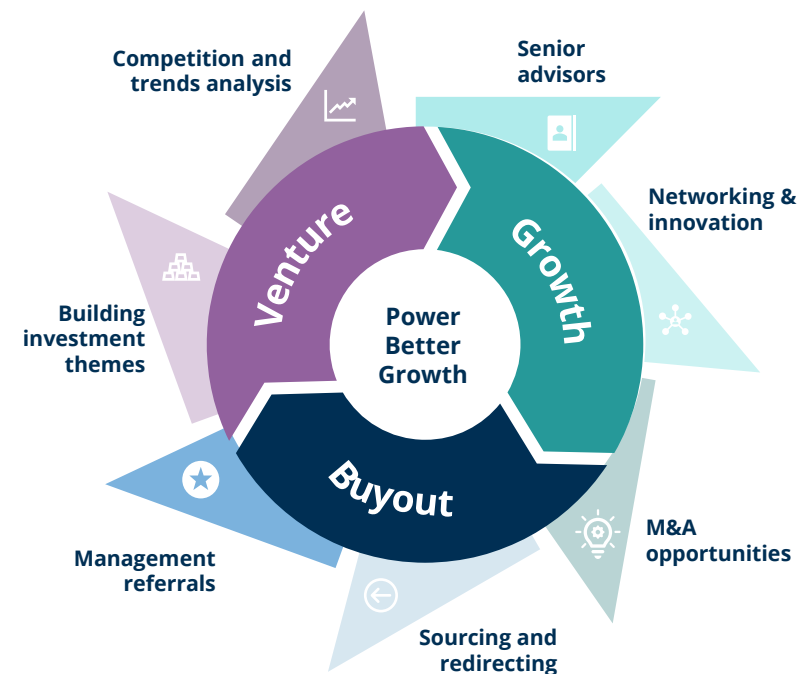 Competition and
trends analysis
Senior
advisors
Networking &
innovation
Venture
Growth
Building
investment
themes
Power
Better
Growth
Buyout
M&A
opportunities
Management
referrals
Sourcing and
redirecting